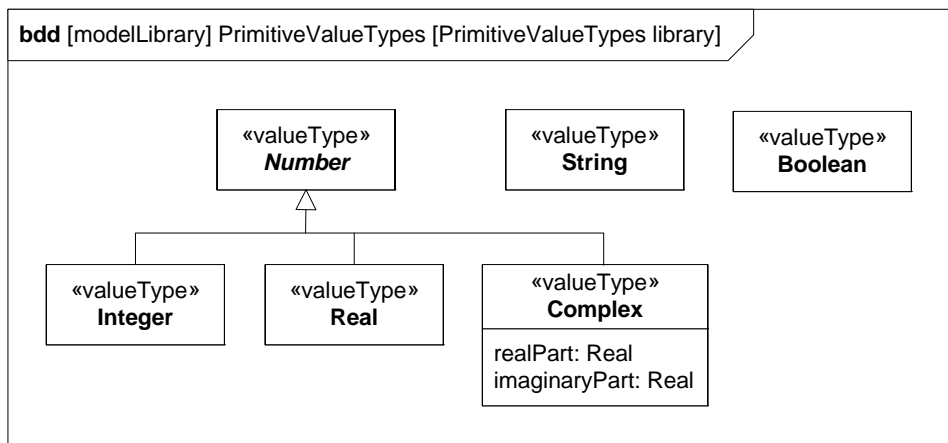 bdd [modelLibrary] PrimitiveValueTypes [PrimitiveValueTypes library]
«valueType»
Number
«valueType»
String
«valueType»
Boolean
«valueType»
Integer
«valueType»
Real
«valueType»
Complex
realPart: Real
imaginaryPart: Real